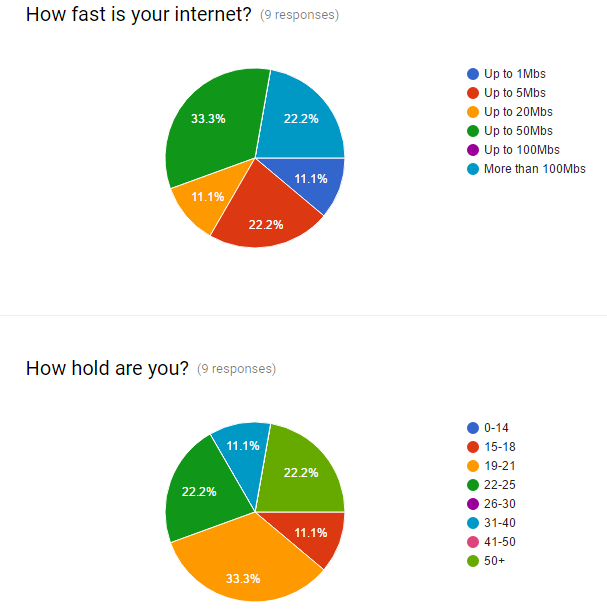 How fast is your internet? (9 responses)
Up to 1Mbs
Up to 5Mbs
Up to 20Mbs
Up to 50Mbs
Up to 100Mbs
More than 100Mbs
33.3%
22.2%
11.1%
11.1%
22.2%
How hold are you? (9 responses)
0-14
15-18
19-21
22-25
26-30
31-40
41-50
50+
11.1%
22.2%
22.2%
11.1%
33.3%